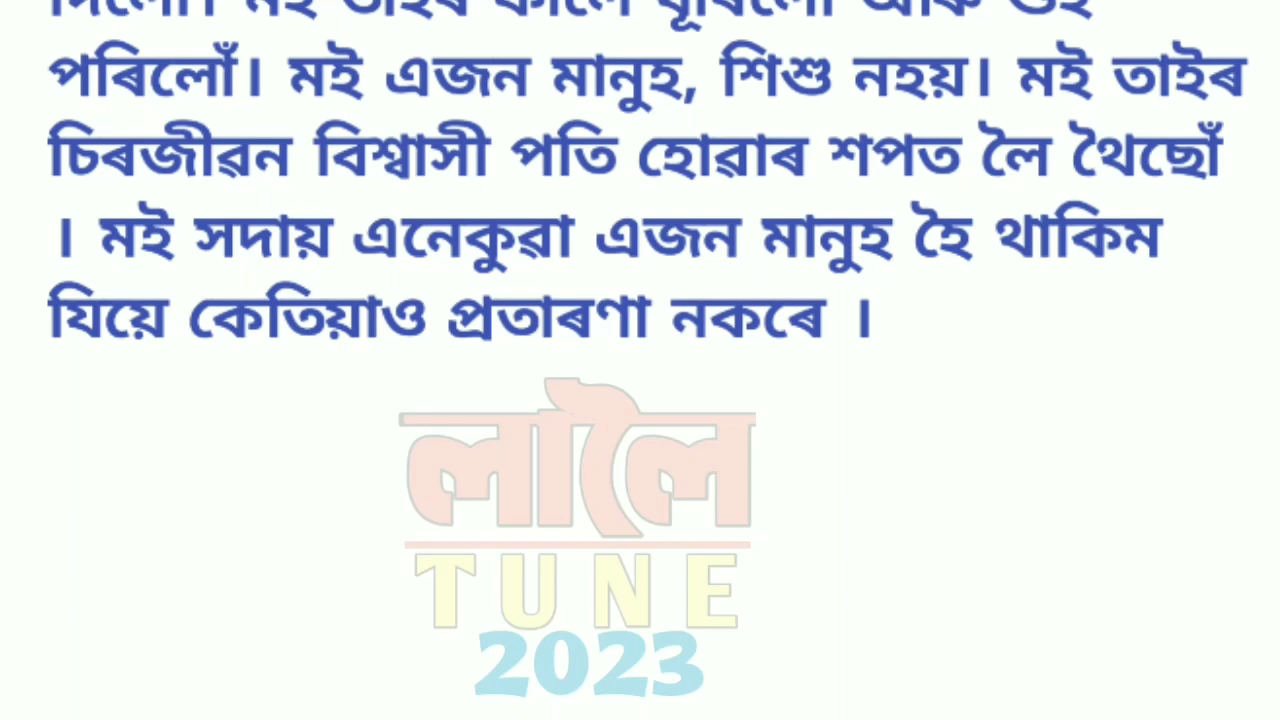 পৰিলোঁ। মই এজন মানুহ, শিশু নহয়। মই তাইৰ
চিৰজীৱন বিশ্বাসী পতি হোৱাৰ শপত লৈ থৈছোঁ
। মই সদায় এনেকুৱা এজন মানুহ হৈ থাকিম
যিয়ে কেতিয়াও প্ৰতাৰণা নকৰে ।
লালৈ
TUNE
2023